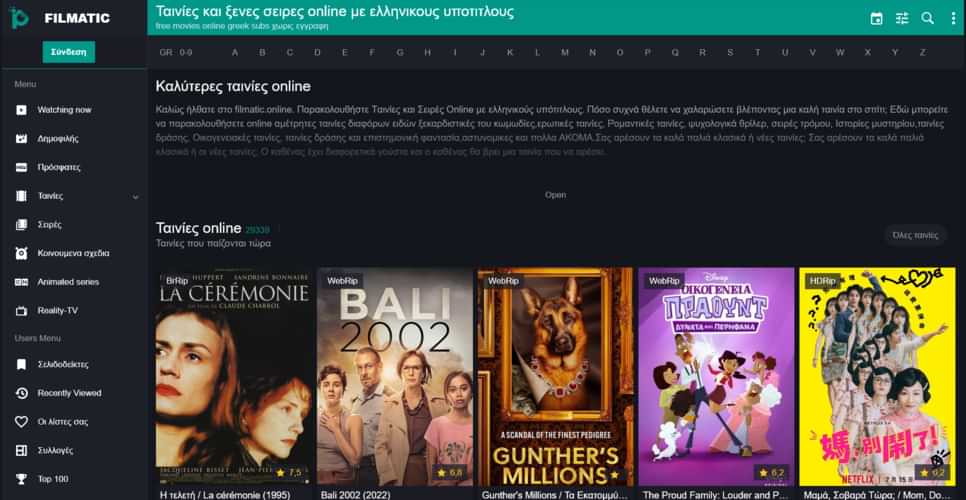 FILMATIC
Ταινίες και ξενες σειρες online με ελληνικους υποτιτλους
free movies online greek subs χωρις εγγραφη
Σύνδεση
GR 0-9 A B C D E F G H I J K L M N O P Q R S T U V W X Y Z
Menu
Watching now
Δημοφιλής
Πρόσφατες
Ταινίες
Σειρές
Κοινουμενα σχεδια
Animated series
Reality-TV
Users Menu
Σελιδοδείκτες
Recently Viewed
Οι λίστες σας
Συλλογές
Top 100
Καλύτερες ταινίες online
Καλώς ήλθατε στο filmatic.online. Παρακολουθήστε Ταινίες και Σειρές Online με ελληνικούς υπότιτλους. Πόσο συχνά θέλετε να χαλαρώσετε βλέποντας μια καλή ταινία στο σπίτι; Εδώ μπορείτε
να παρακολουθήσετε online αμέτρητες ταινίες διαφόρων ειδών ξεκαρδιστικές του κωμωδίες,ερωτικές ταινίες, Ρομαντικές ταινίες, ψυχολογικά θρίλερ, σειρές τρόμου, Ιστορίες μυστηρίου,ταινίες
δράσης, Οικογενειακές ταινίες, ταινίες δράσης και επιστημονική φαντασία,αστυνομικες και πολλα ΑΚΟΜΑ.Σας αρέσουν τα καλά παλιά κλασικά ή νέες ταινίες; Σας αρέσουν τα καλά παλιά
κλασικά ή οι νέες ταινίες; Ο καθένας έχει διαφορετικά γούστα και ο καθένας θα βρει μια ταινία που να αρέσει.
Open
Ταινίες online 29339
Ταινίες που παίζονται τώρα
Όλες ταινίες
BrRip
HUPPERT SANDRINE BONNAIRE
LA CÉRÉMONIE
UN FILM DE CLAUDE CHABROL
JACQUELINE BISSET JEAN-PIE
7,5
Η τελετή / La cérémonie (1995)
WebRip
BALI
2002
6,8
Bali 2002 (2022)
WebRip
A SCANDAL OF THE FINEST PEDIGREE
GUNTHER'S
MILLIONS
Gunther's Millions / Τα Εκατομμύ...
WebRip
Disney
ΟΙΚΟΓΕΝΕΙΑ
ΠΡΑΟΥΝΤ
ΔΥΝΑΤΑ ΚΑΙ ΠΕΡΗΦΑΝΑ
6,2
The Proud Family: Louder and P...
HDRip
媽,別鬧了!
NETFLIX 7 15
6,2
Μαμά, Σοβαρά Τώρα; / Mom, Do...